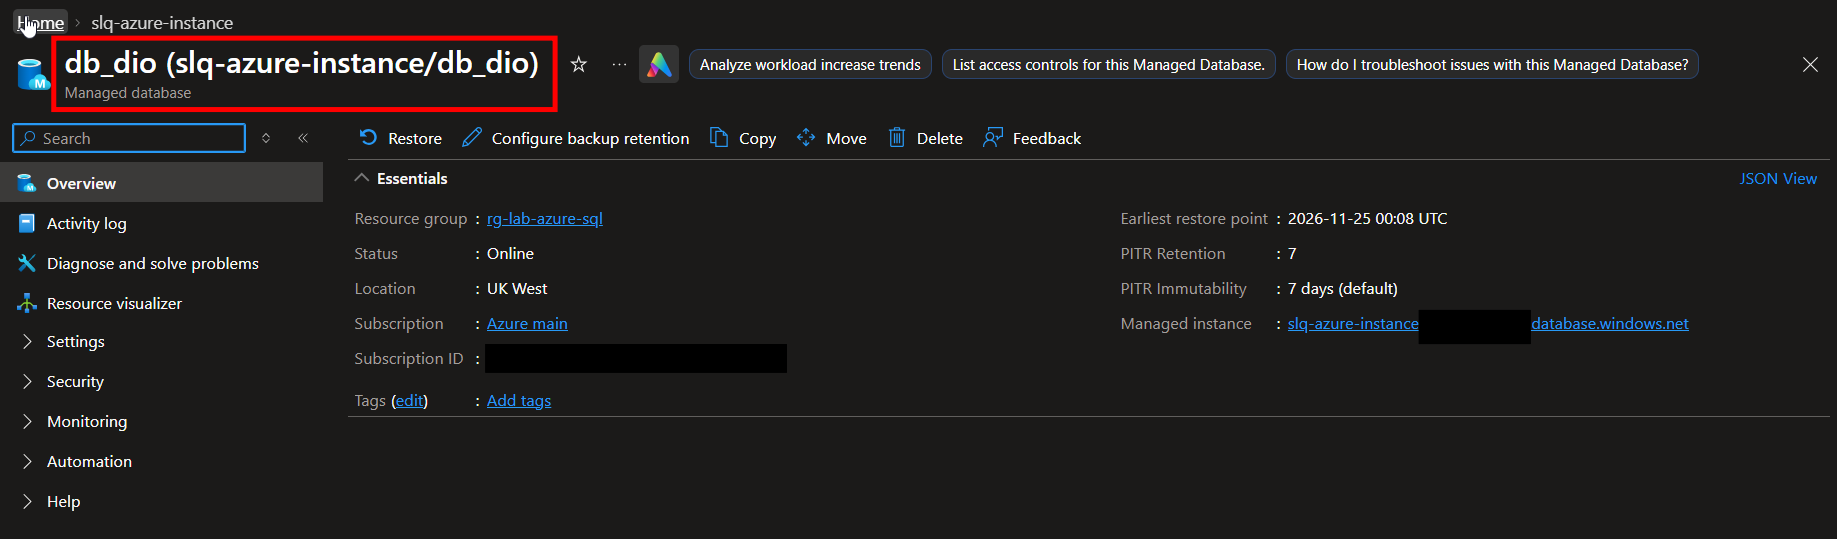 Home > slq-azure-instance
db_dio (slq-azure-instance/db_dio)
Managed database
Analyze workload increase trends
List access controls for this Managed Database.
How do I troubleshoot issues with this Managed Database?
Search
Overview
Activity log
Diagnose and solve problems
Resource visualizer
Settings
Security
Monitoring
Automation
Help
Restore
Configure backup retention
Copy
Move
Delete
Feedback
Essentials
JSON View
Resource group : rg-lab-azure-sql
Status : Online
Location : UK West
Subscription : Azure main
Subscription ID :
Tags (edit) : Add tags
Earliest restore point : 2026-11-25 00:08 UTC
PITR Retention : 7
PITR Immutability : 7 days (default)
Managed instance : slq-azure-instance database.windows.net